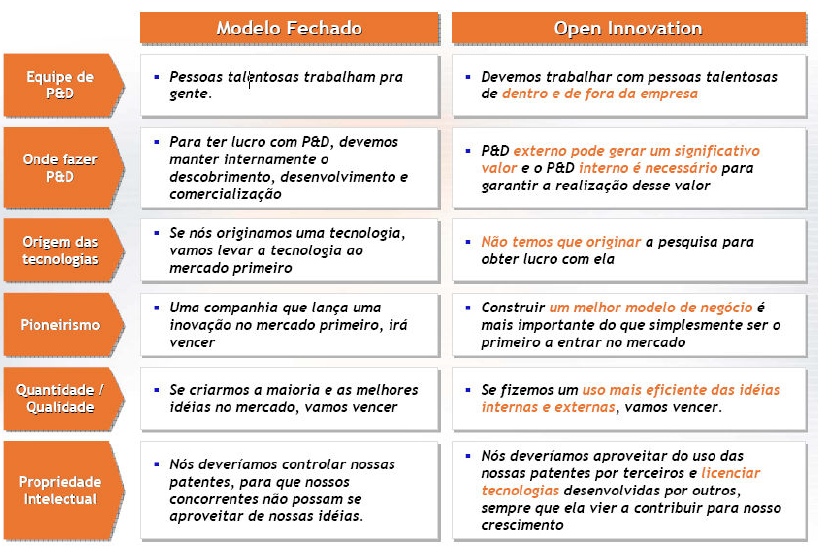 Modelo Fechado
Open Innovation
Equipe de
P&D
Pessoas talentosas trabalham pra
gente.
Devemos trabalhar com pessoas talentosas
de dentro e de fora da empresa
Onde fazer
P&D
Para ter lucro com P&D, devemos
manter internamente o
descobrimento, desenvolvimento e
comercialização
P&D externo pode gerar um significativo
valor e o P&D interno é necessário para
garantir a realização desse valor
Origem das
tecnologias
Se nós originamos uma tecnologia,
vamos levar a tecnologia ao
mercado primeiro
Não temos que originar a pesquisa para
obter lucro com ela
Pioneirismo
Uma companhia que lança uma
inovação no mercado primeiro, irá
vencer
Construir um melhor modelo de negócio é
mais importante do que simplesmente ser o
primeiro a entrar no mercado
Quantidade /
Qualidade
Se criarmos a maioria e as melhores
idéias no mercado, vamos vencer
Se fizemos um uso mais eficiente das idéias
internas e externas, vamos vencer.
Propriedade
Intelectual
Nós deveríamos controlar nossas
patentes, para que nossos
concorrentes não possam se
aproveitar de nossas idéias.
Nós deveríamos aproveitar do uso das
nossas patentes por terceiros e licenciar
tecnologias desenvolvidas por outros,
sempre que ela vier a contribuir para nosso
crescimento